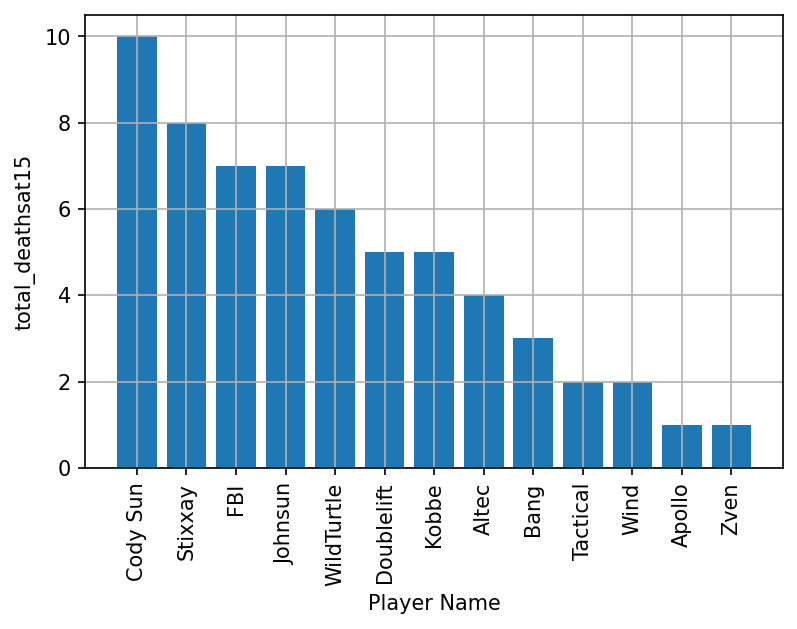 10
8
6
4
2
0
total_deathsat15
Cody Sun
Stixxay
FBI
Johnsun
WildTurtle
Doublelift
Kobbe
Altec
Bang
Tactical
Wind
Apollo
Zven
Player Name